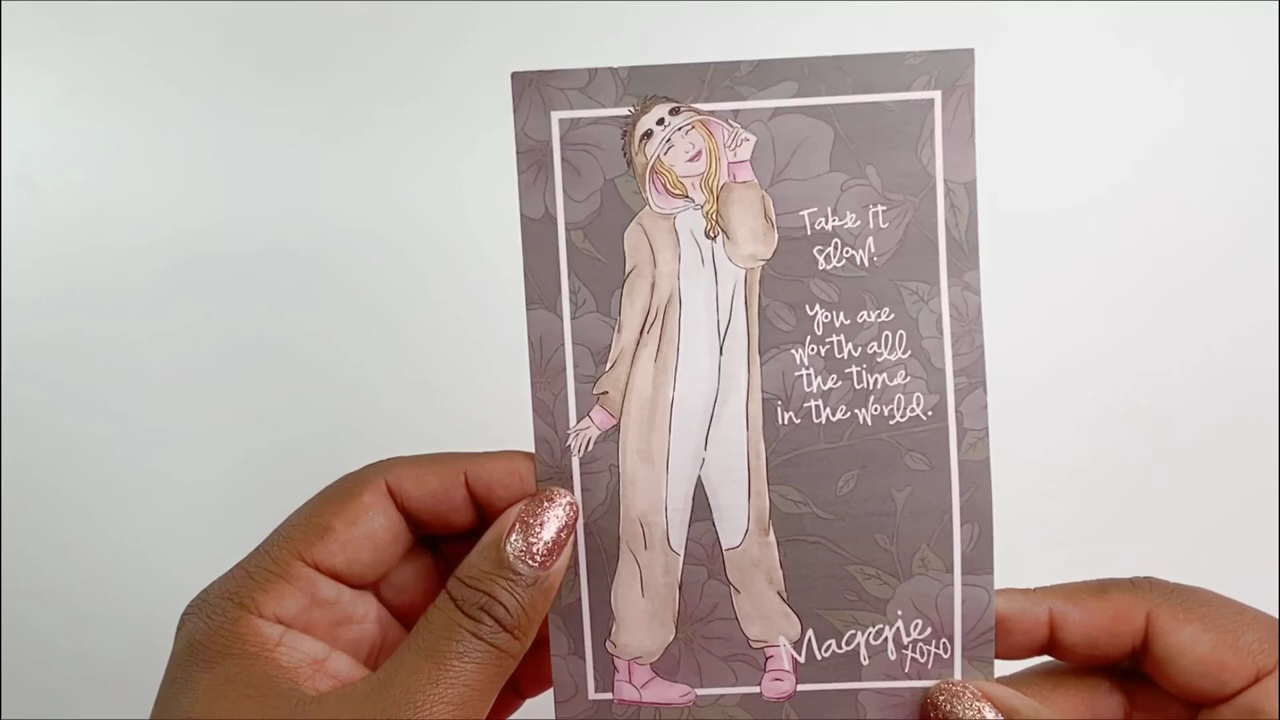 Take it
slow!
You are
worth all
the time
in the world.
Maggie
xoxo